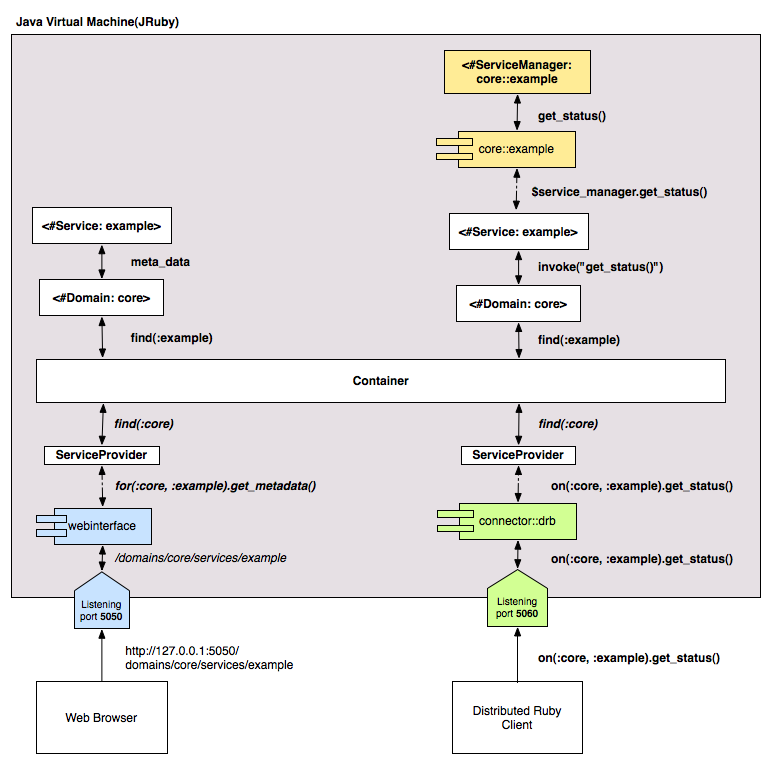 Java Virtual Machine(JRuby)
<#ServiceManager:
core::example
get_status()
core::example
$service_manager.get_status()
<#Service: example>
<#Service: example>
meta_data
invoke("get_status()")
<#Domain: core>
<#Domain: core>
find(:example)
find(:example)
Container
find(:core)
find(:core)
ServiceProvider
ServiceProvider
for(:core, :example).get_metadata()
on(:core, :example).get_status()
webinterface
connector::drb
/domains/core/services/example
on(:core, :example).get_status()
Listening
port 5050
Listening
port 5060
http://127.0.0.1:5050/
domains/core/services/example
on(:core, :example).get_status()
Web Browser
Distributed Ruby
Client